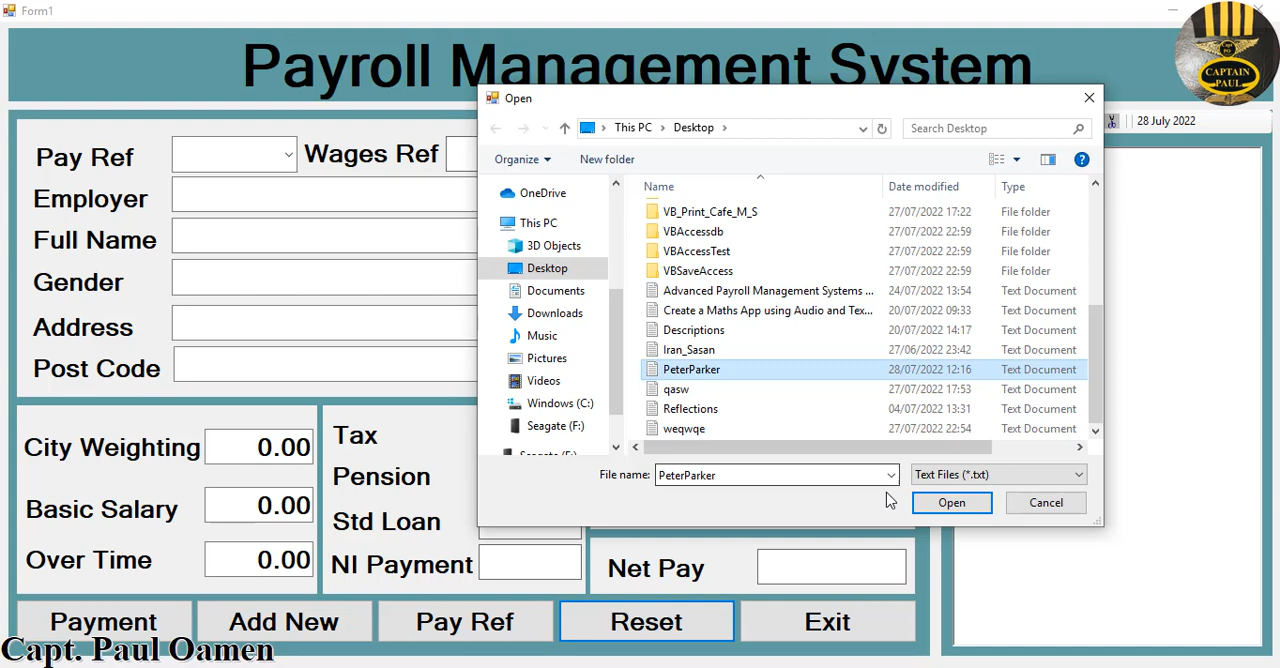 Form1
Payroll Management System
Capt
PO
CAPTAIN
PAUL
28 July 2022
Pay Ref
Wages Ref
Employer
Full Name
Gender
Address
Post Code
City Weighting 0.00
Basic Salary 0.00
Over Time 0.00
Tax
Pension
Std Loan
NI Payment
Net Pay
Payment Add New Pay Ref Reset Exit
Capt. Paul Oamen
Open
This PC > Desktop >
Search Desktop
Organize
New folder
OneDrive
This PC
3D Objects
Desktop
Documents
Downloads
Music
Pictures
Videos
Windows (C:)
Seagate (F:)
Name Date modified Type
VB_Print_Cafe_M_S 27/07/2022 17:22 File folder
VBAccessdb 27/07/2022 22:59 File folder
VBAccessTest 27/07/2022 22:59 File folder
VBSaveAccess 27/07/2022 22:59 File folder
Advanced Payroll Management Systems ... 24/07/2022 13:54 Text Document
Create a Maths App using Audio and Tex... 20/07/2022 09:33 Text Document
Descriptions 20/07/2022 14:17 Text Document
Iran_Sasan 27/06/2022 23:42 Text Document
PeterParker 28/07/2022 12:16 Text Document
qasw 27/07/2022 17:53 Text Document
Reflections 04/07/2022 13:31 Text Document
weqwqe 27/07/2022 22:54 Text Document
File name: PeterParker
Text Files (*.txt)
Open Cancel